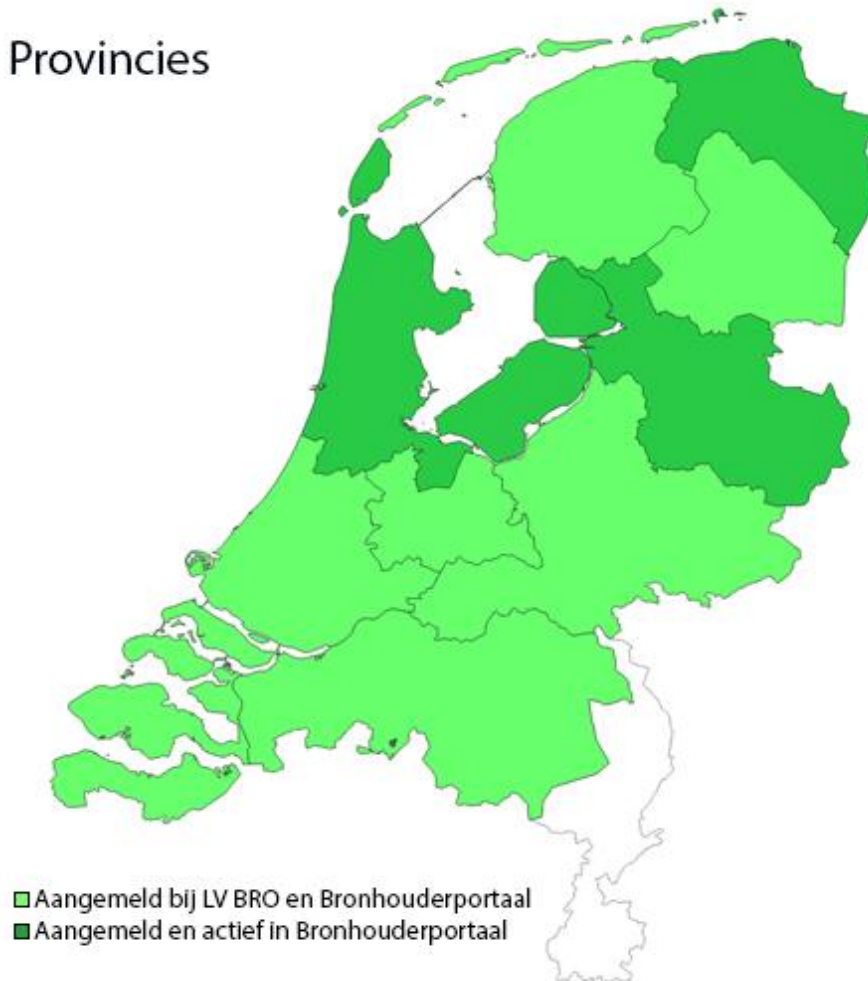 Provincies
Aangemeld bij LV BRO en Bronhouderportaal
Aangemeld en actief in Bronhouderportaal